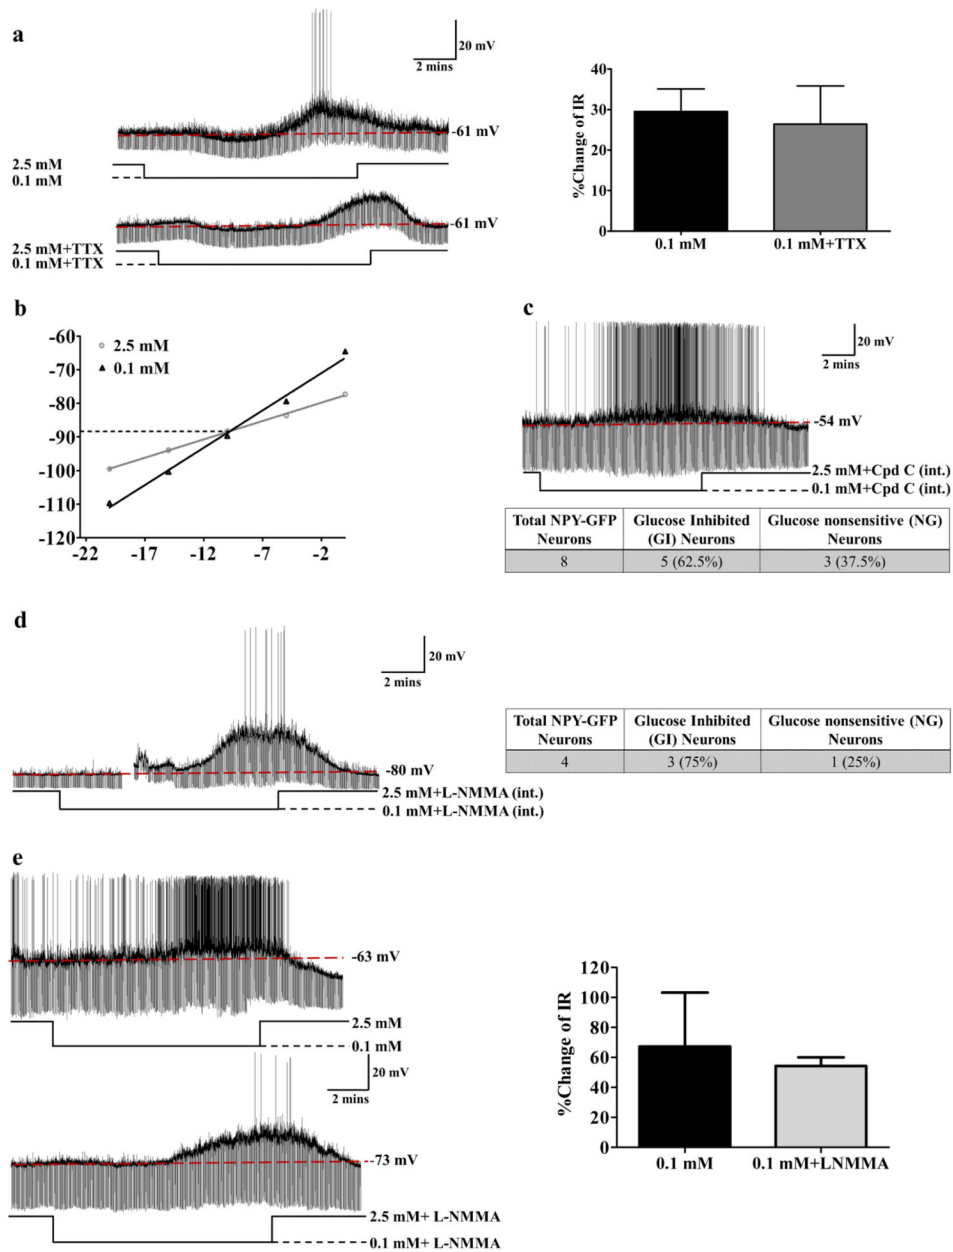 a
20 mV
2 mins
-61 mV
2.5 mM
0.1 mM
-61 mV
2.5 mM+TTX
0.1 mM+TTX
%Change of IR
40
30
20
10
0
0.1 mM
0.1 mM+TTX
b
-60
-70
-80
-90
-100
-110
-120
2.5 mM
0.1 mM
-22
-17
-12
-7
-2
c
20 mV
2 mins
-54 mV
2.5 mM+Cpd C (int.)
0.1 mM+Cpd C (int.)
Total NPY-GFP Neurons
Glucose Inhibited (GI) Neurons
Glucose nonsensitive (NG) Neurons
8
5 (62.5%)
3 (37.5%)
d
20 mV
2 mins
-80 mV
2.5 mM+L-NMMA (int.)
0.1 mM+L-NMMA (int.)
Total NPY-GFP Neurons
Glucose Inhibited (GI) Neurons
Glucose nonsensitive (NG) Neurons
4
3 (75%)
1 (25%)
e
-63 mV
2.5 mM
0.1 mM
20 mV
2 mins
-73 mV
2.5 mM+ L-NMMA
0.1 mM+ L-NMMA
%Change of IR
120
100
80
60
40
20
0
0.1 mM
0.1 mM+LNMMA